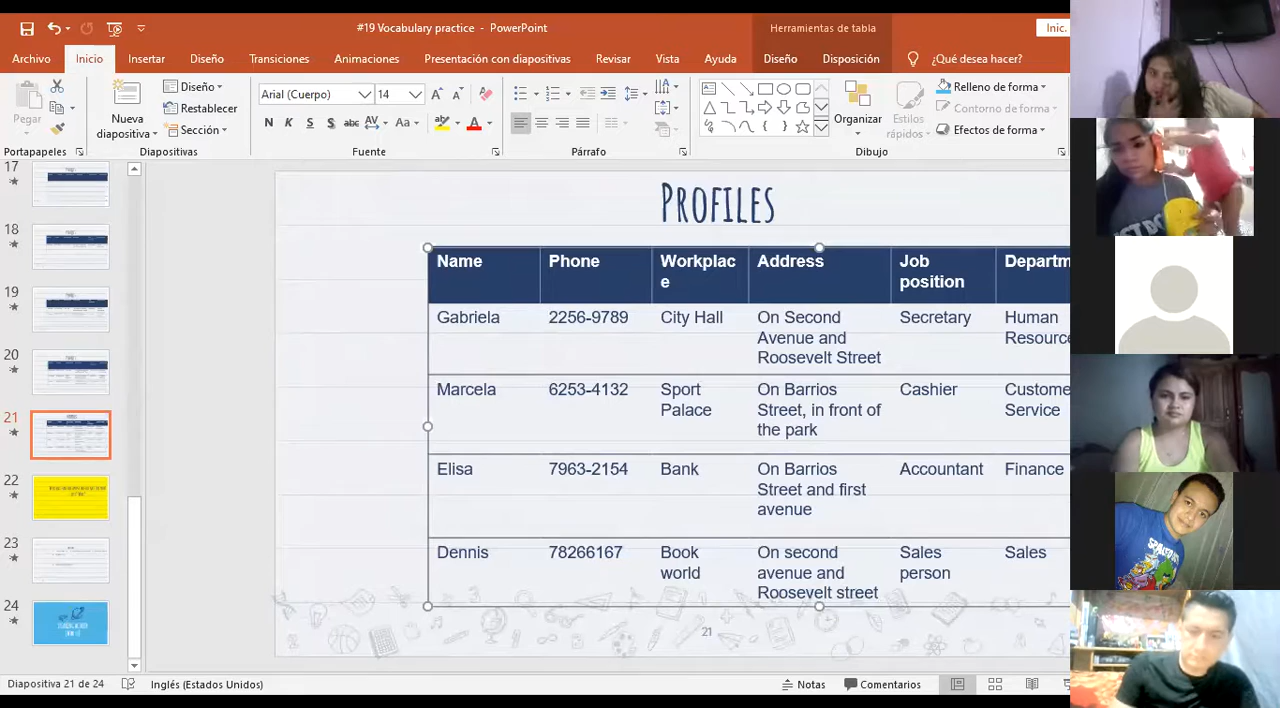 #19 Vocabulary practice - PowerPoint
Herramientas de tabla
Inic.
Archivo Inicio Insertar Diseño Transiciones Animaciones Presentación con diapositivas Revisar Vista Ayuda Diseño Disposición ¿Qué desea hacer?
Pegar
Nueva diapositiva
Diseño
Restablecer
Sección
Arial (Cuerpo) 14
N K S S abc AV Aa A
Organizar
Estilos rápidos
Relleno de forma
Contorno de forma
Efectos de forma
Portapapeles Diapositivas Fuente Párrafo Dibujo
17
18
19
20
21
22
23
24
PROFILES
Name Phone Workplac
e Address Job
position Departm
Gabriela 2256-9789 City Hall On Second
Avenue and
Roosevelt Street Secretary Human
Resource
Marcela 6253-4132 Sport
Palace On Barrios
Street, in front of
the park Cashier Custome
Service
Elisa 7963-2154 Bank On Barrios
Street and first
avenue Accountant Finance
Dennis 78266167 Book
world On second
avenue and
Roosevelt street Sales
person Sales
21
Diapositiva 21 de 24 Inglés (Estados Unidos) Notas Comentarios